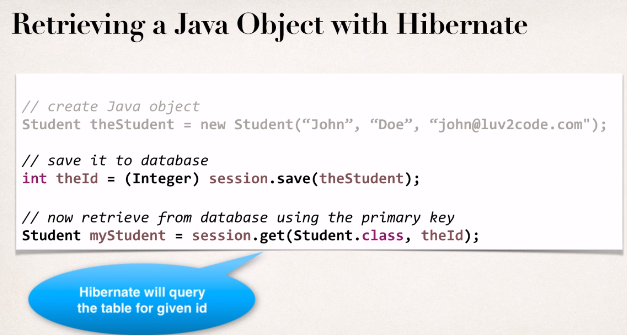 Retrieving a Java Object with Hibernate
// create Java object
Student theStudent = new Student(“John”, “Doe”, “john@luv2code.com");
// save it to database
int theId = (Integer) session.save(theStudent);
// now retrieve from database using the primary key
Student myStudent = session.get(Student.class, theId);
Hibernate will query
the table for given id